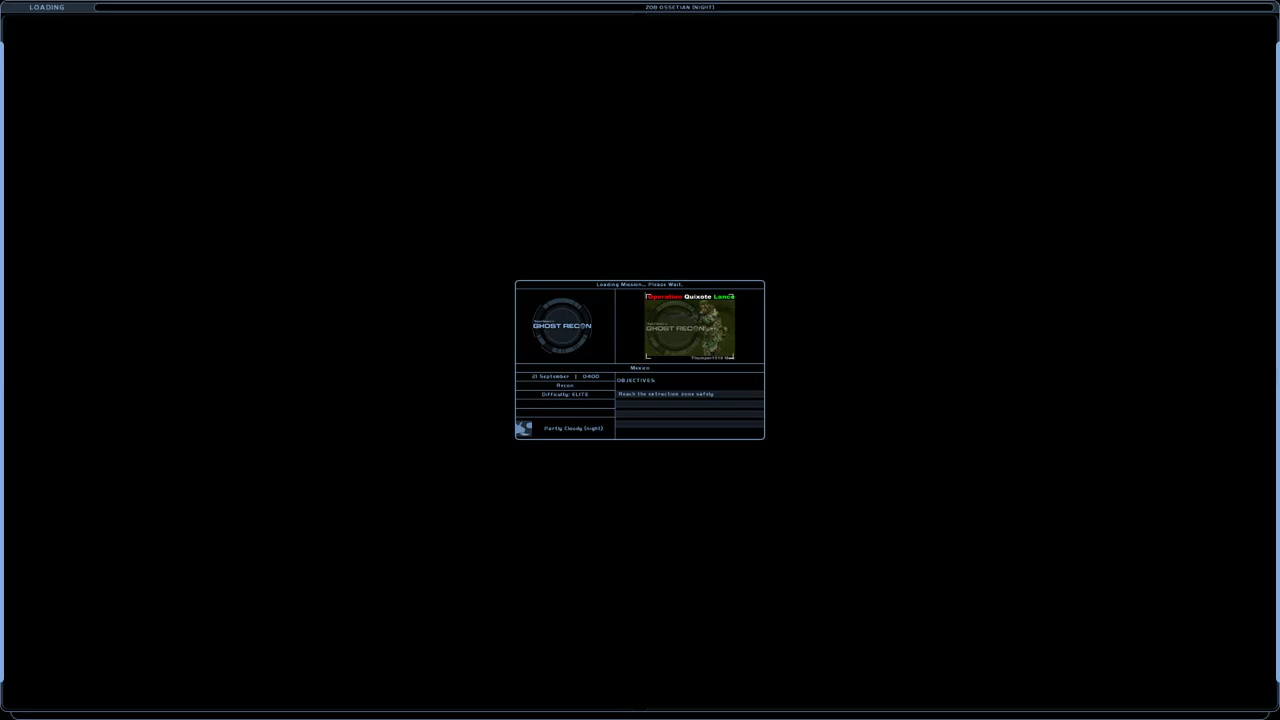 LOADING
ZOB OSSETIAN [NIGHT]
Loading Mission... Please Wait.
GHOST RECON
Operation Quixote Lance
GHOST RECON
Mexico
21 September | 0400
OBJECTIVES
Recon
Reach the extraction zone safely
Difficulty: ELITE
Partly Cloudy [night]